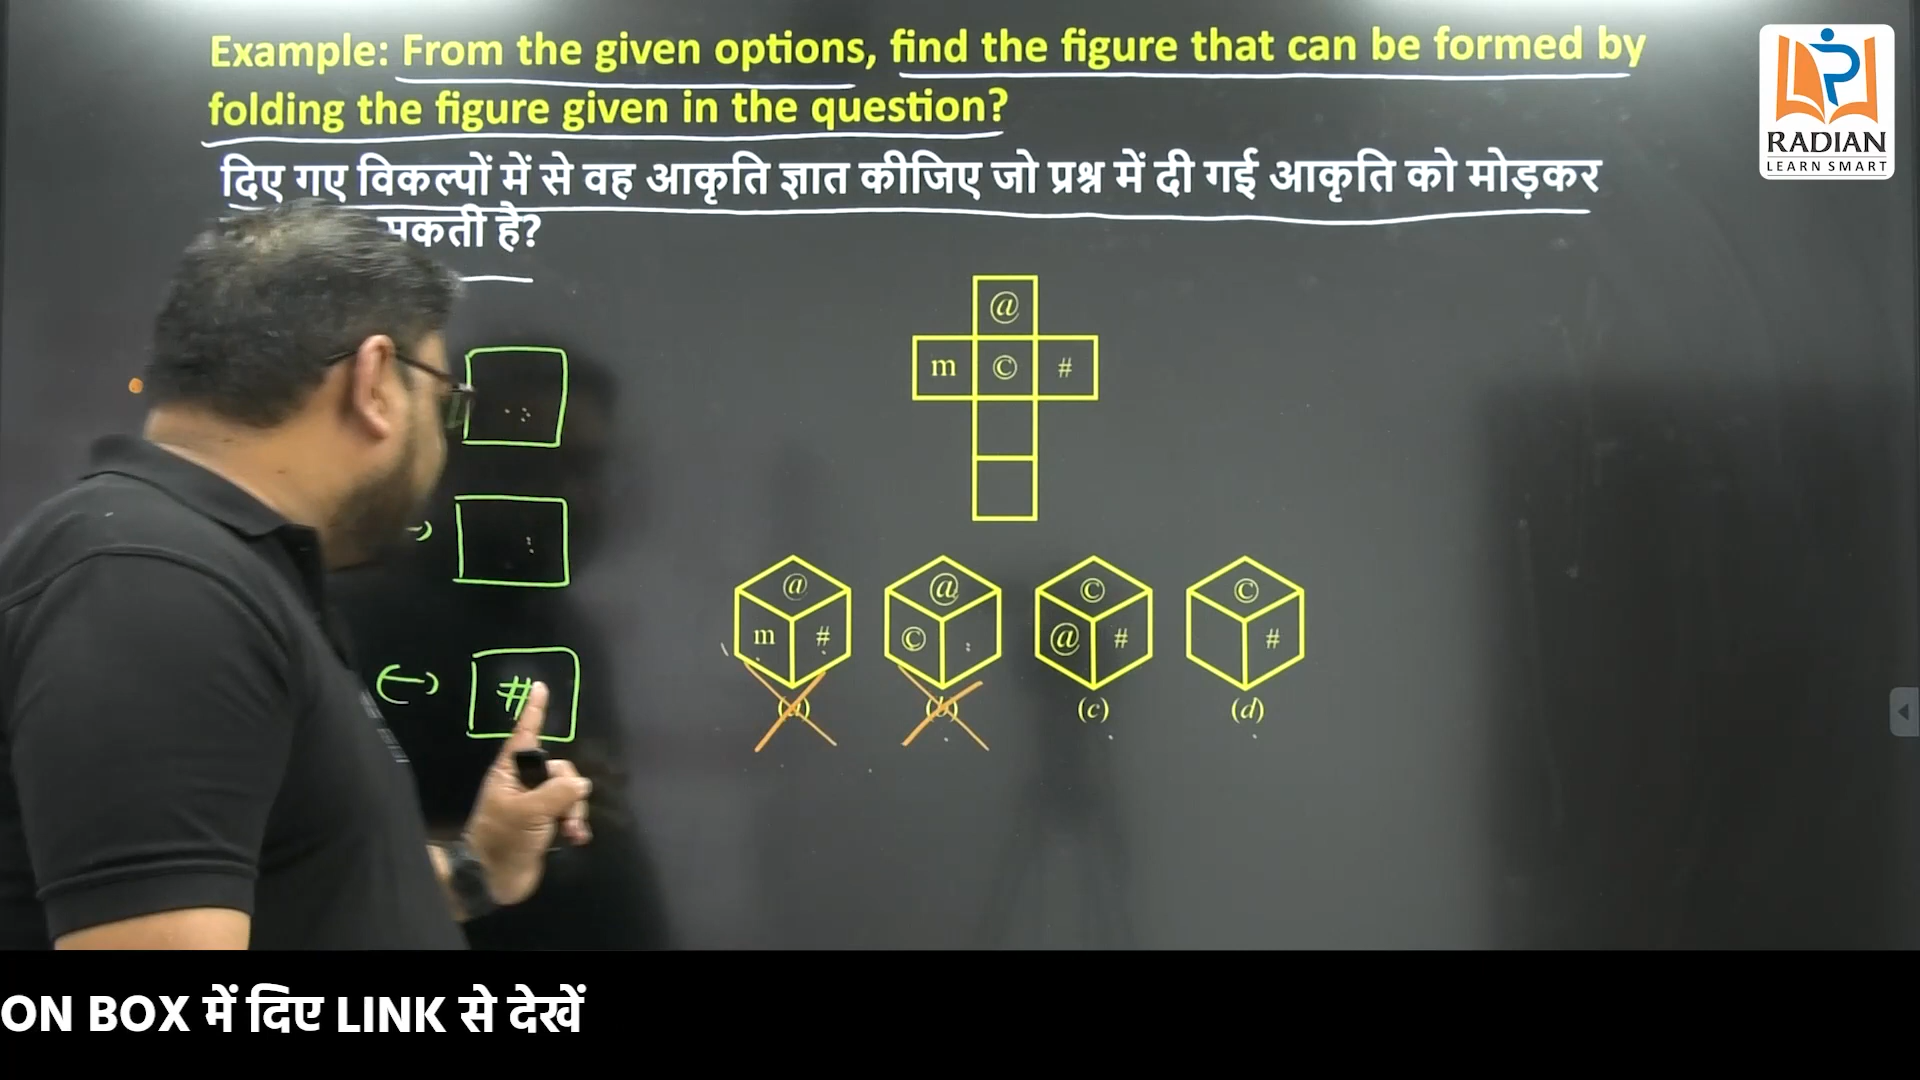 Example: From the given options, find the figure that can be formed by
folding the figure given in the question?
दिए गए विकल्पों में से वह आकृति ज्ञात कीजिए जो प्रश्न में दी गई आकृति को मोड़कर
सकती है?
RADIAN
LEARN SMART
@
m © #
#
@ @ © ©
m # © @ # #
(a) (b) (c) (d)
ON BOX में दिए LINK से देखें